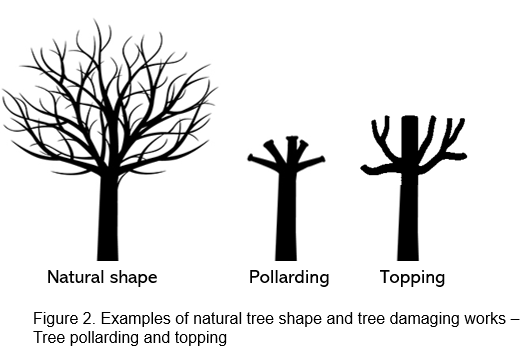 Natural shape
Pollarding
Topping
Figure 2. Examples of natural tree shape and tree damaging works –
Tree pollarding and topping